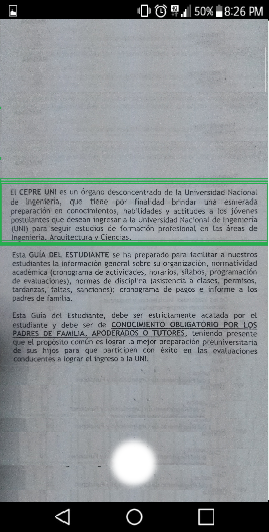 50% 8:26 PM
El CEPRE UNI es un órgano desconcentrado de la Universidad Nacional
de Ingeniería, que tiene por finalidad brindar una esmerada
preparación en conocimientos, habilidades y actitudes a los jóvenes
postulantes que desean ingresar a la Universidad Nacional de Ingeniería
(UNI) para seguir estudios de formación profesional en las áreas de
Ingeniería, Arquitectura y Ciencias.
Esta GUÍA DEL ESTUDIANTE se ha preparado para facilitar a nuestros
estudiantes la información general sobre su organización, normatividad
académica (cronograma de actividades, horarios, sílabos, programación
de evaluaciones), normas de disciplina (asistencia a clases, permisos,
tardanzas, faltas, sanciones); cronograma de pagos e informe a los
padres de familia.
Esta Guía del Estudiante, debe ser estrictamente acatada por el
estudiante y debe ser de CONOCIMIENTO OBLIGATORIO POR LOS
PADRES DE FAMILIA, APODERADOS O TUTORES, teniendo presente
que el propósito común es lograr la mejor preparación preuniversitaria
de sus hijos para que participen con éxito en las evaluaciones
conducentes a lograr el ingreso a la UNI.